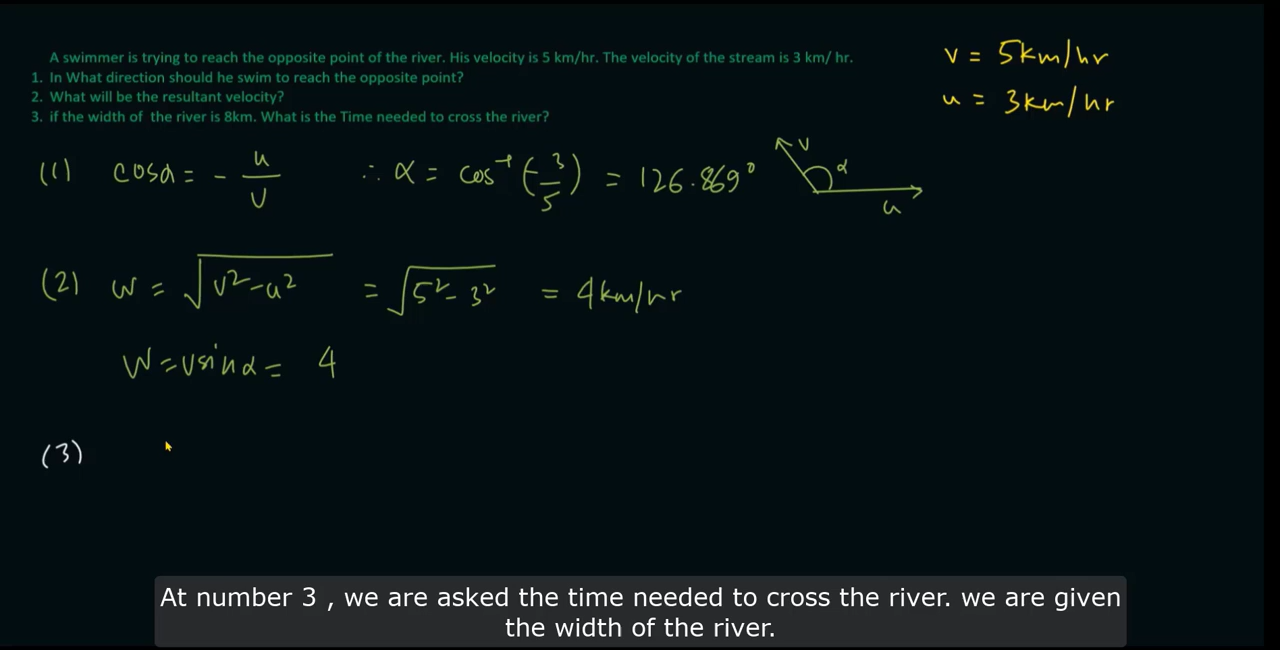 A swimmer is trying to reach the opposite point of the river. His velocity is 5 km/hr. The velocity of the stream is 3 km/ hr.
1. In What direction should he swim to reach the opposite point?
2. What will be the resultant velocity?
3. if the width of the river is 8km. What is the Time needed to cross the river?
v = 5km/hr
u = 3km/hr
(1) cosα = - u/v ∴ α = cos⁻¹(-3/5) = 126.869°
v
α
u
(2) w = √(v²-u²) = √(5²-3²) = 4km/hr
W = vsinα = 4
(3)
At number 3 , we are asked the time needed to cross the river. we are given
the width of the river.